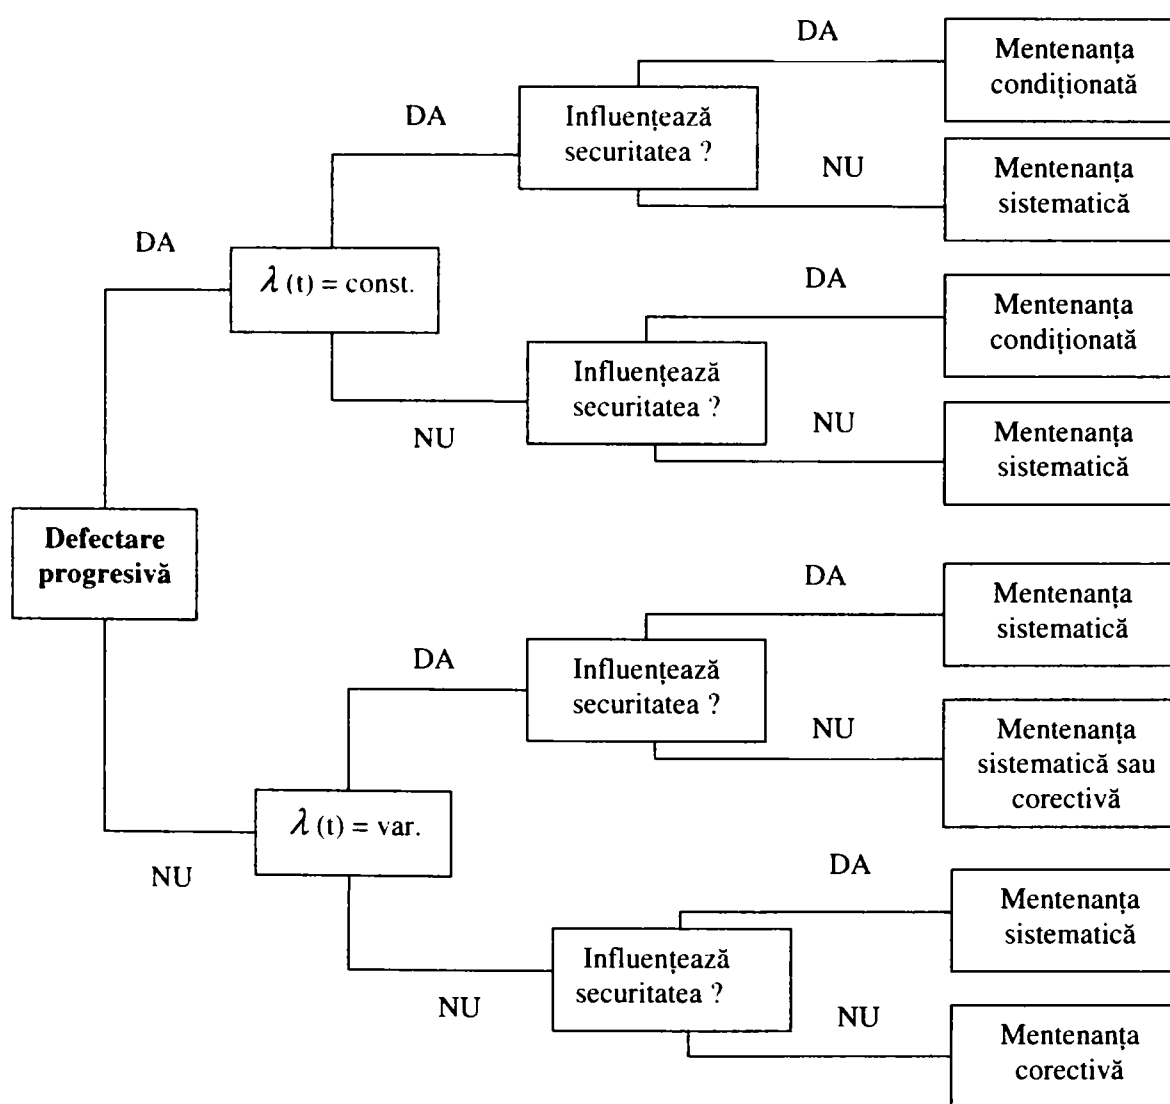 DA
Mentenanța
condiționată
DA
Influențează
securitatea ?
NU
Mentenanța
sistematică
DA
λ (t) = const.
DA
Mentenanța
condiționată
Influențează
securitatea ?
NU
NU
Mentenanța
sistematică
Defectare
progresivă
DA
Mentenanța
sistematică
DA
Influențează
securitatea ?
NU
Mentenanța
sistematică sau
corectivă
λ (t) = var.
NU
DA
Mentenanța
sistematică
Influențează
securitatea ?
NU
NU
Mentenanța
corectivă